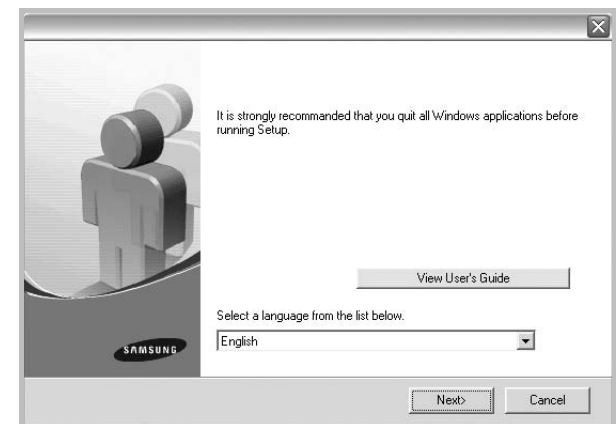 It is strongly recommanded that you quit all Windows applications before
running Setup.
View User's Guide
Select a language from the list below.
English
SAMSUNG
Next>
Cancel